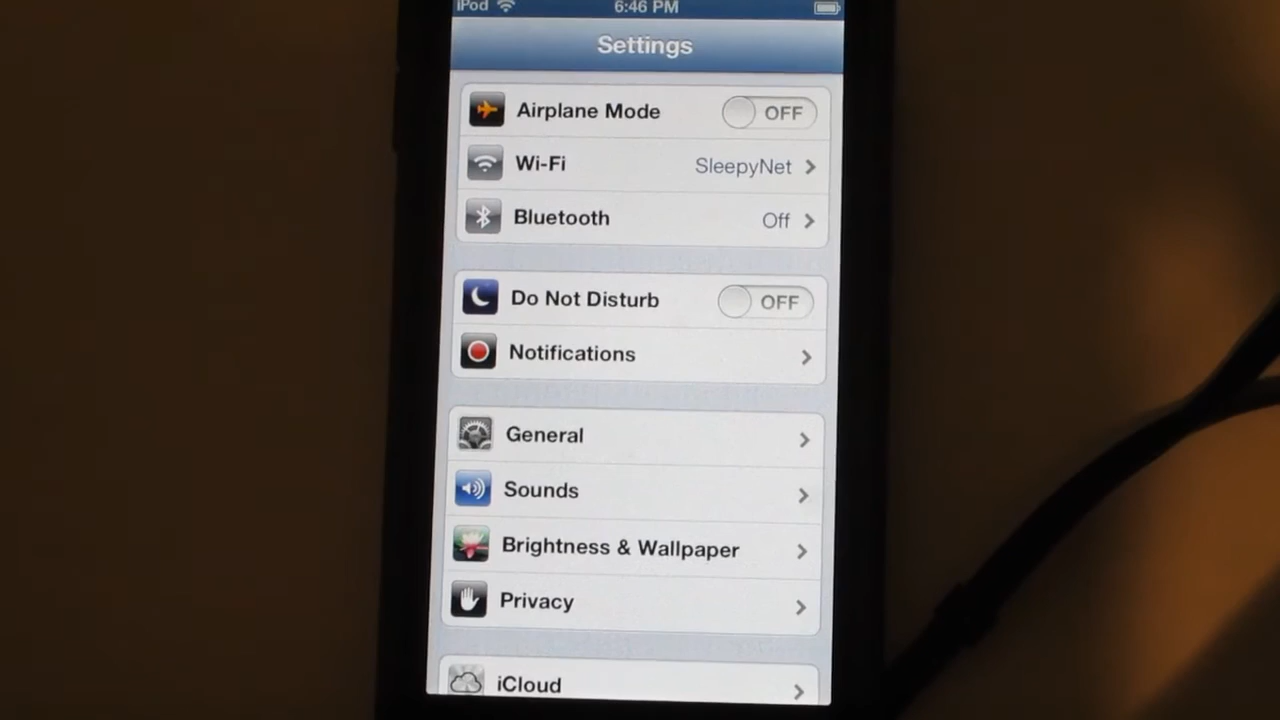 iPod 6:46 PM
Settings
Airplane Mode OFF
Wi-Fi SleepyNet
Bluetooth Off
Do Not Disturb OFF
Notifications
General
Sounds
Brightness & Wallpaper
Privacy
iCloud